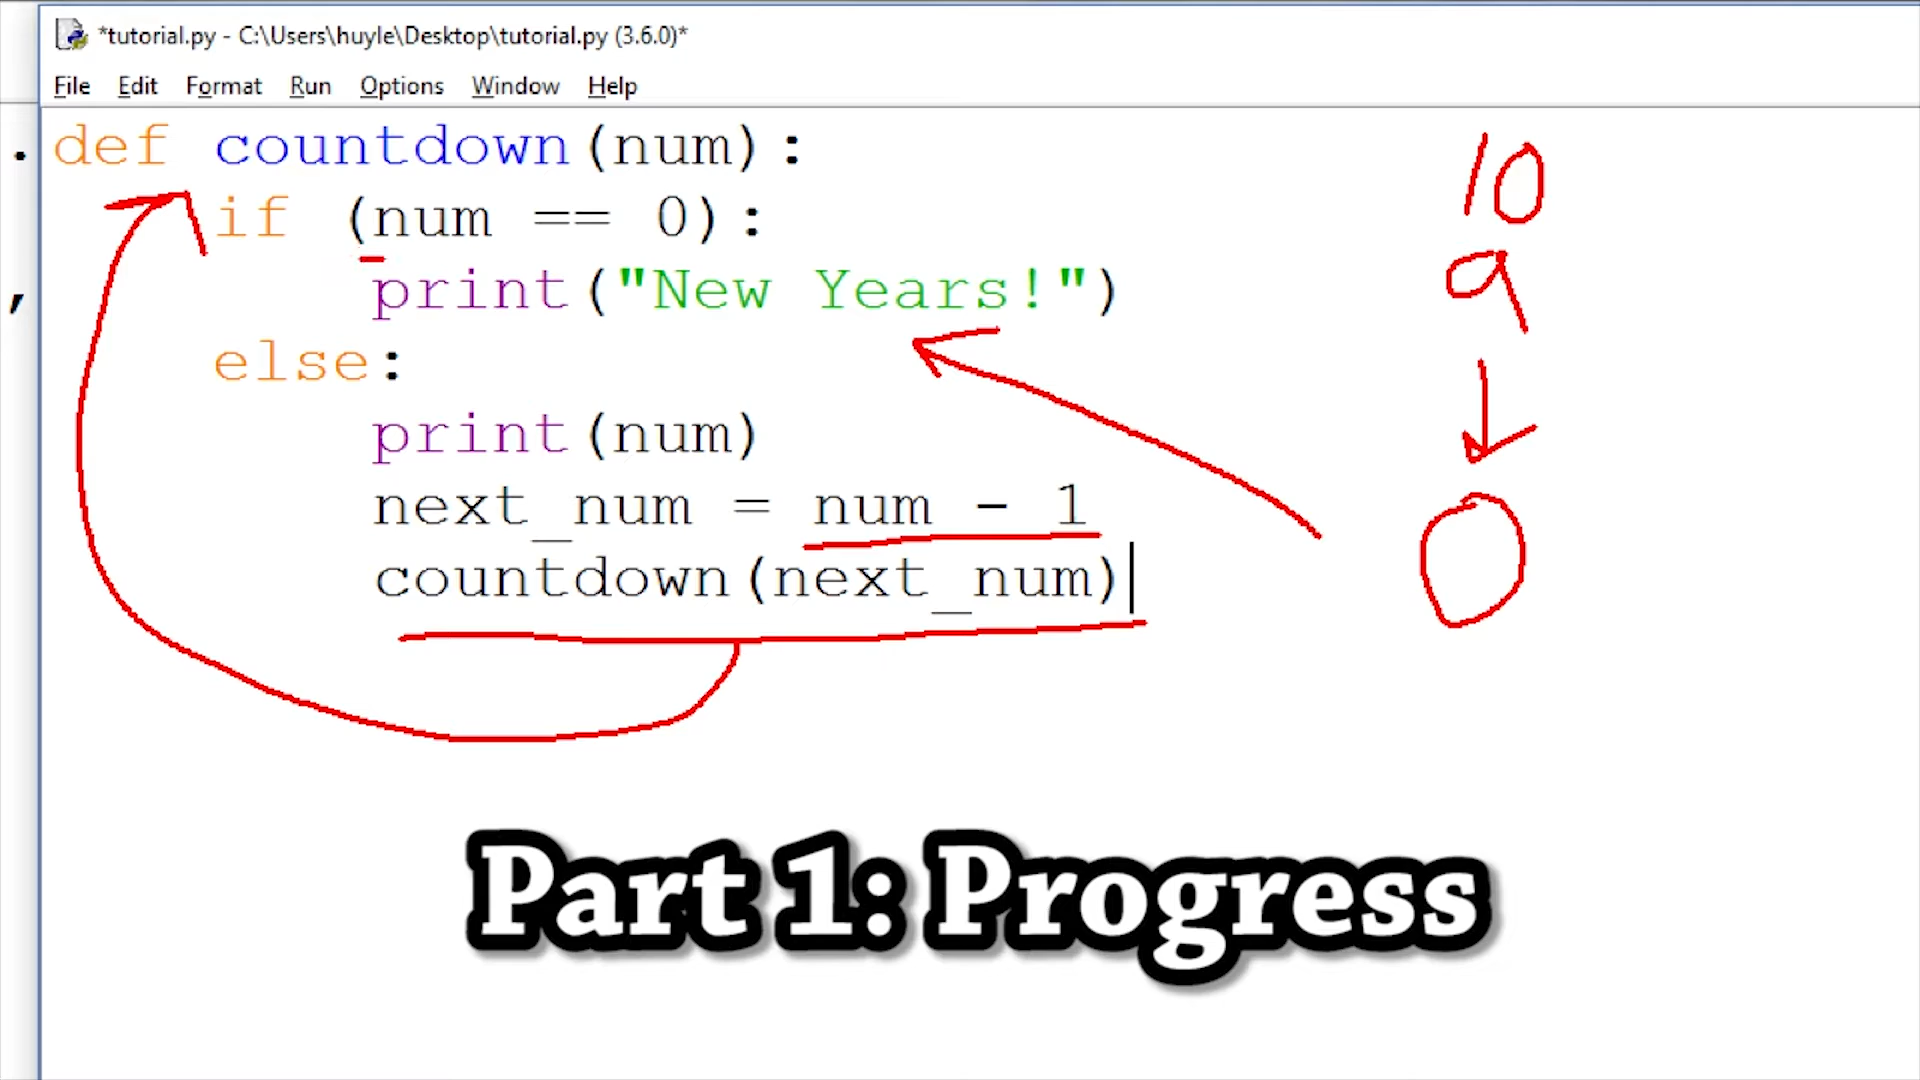 *tutorial.py - C:\Users\huyle\Desktop\tutorial.py (3.6.0)*
File Edit Format Run Options Window Help
def countdown(num):
if (num == 0):
print("New Years!")
else:
print(num)
next_num = num - 1
countdown(next_num)
10
9
0
Part 1: Progress